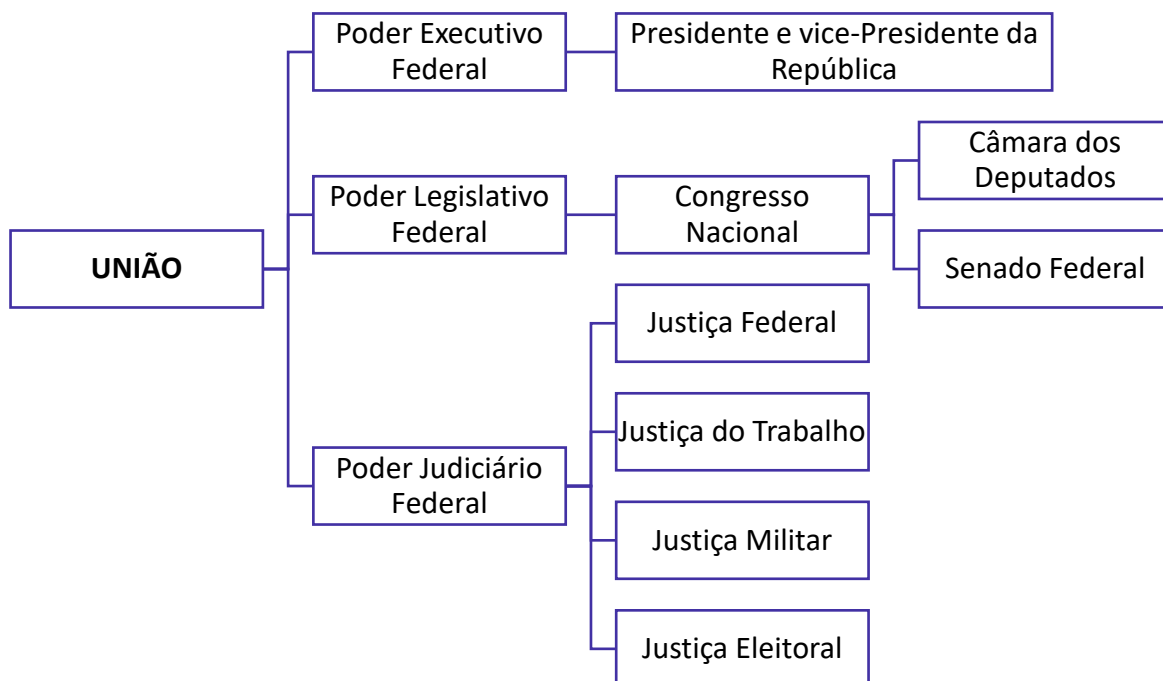 UNIÃO
Poder Executivo
Federal
Presidente e vice-Presidente da
República
Poder Legislativo
Federal
Congresso
Nacional
Câmara dos
Deputados
Senado Federal
Poder Judiciário
Federal
Justiça Federal
Justiça do Trabalho
Justiça Militar
Justiça Eleitoral